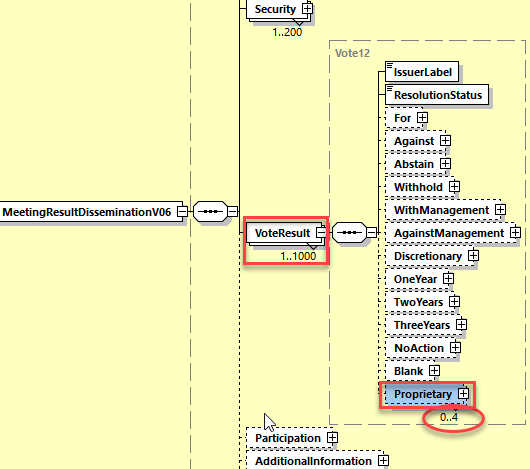 Security
1..200
Vote12
IssuerLabel
ResolutionStatus
For
Against
Abstain
Withhold
MeetingResultDisseminationV06
WithManagement
VoteResult
AgainstManagement
1..1000
Discretionary
OneYear
TwoYears
ThreeYears
NoAction
Blank
Proprietary
0..4
Participation
AdditionalInformation